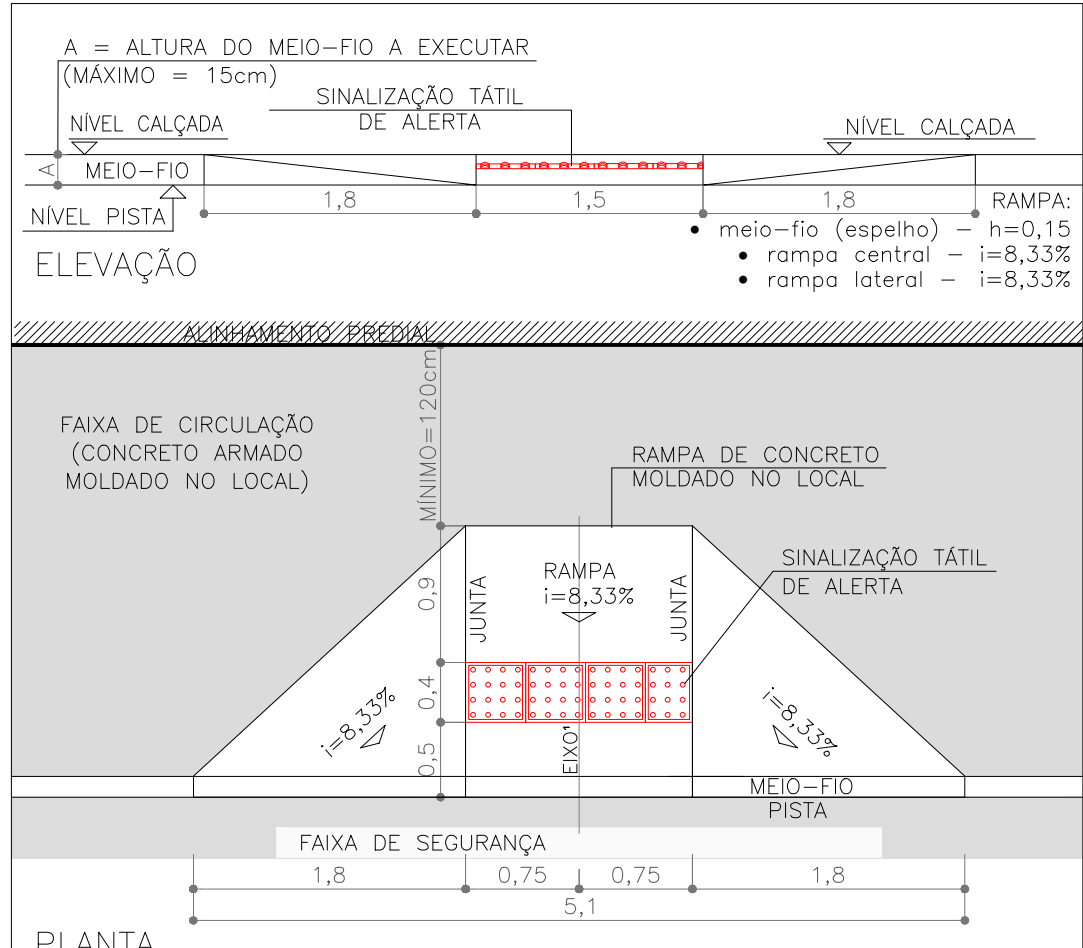 A = ALTURA DO MEIO-FIO A EXECUTAR
(MÁXIMO = 15cm)
SINALIZAÇÃO TÁTIL
DE ALERTA
NÍVEL CALÇADA
NÍVEL CALÇADA
A
MEIO-FIO
NÍVEL PISTA
1,8
1,5
1,8
RAMPA:
• meio-fio (espelho) - h=0,15
• rampa central - i=8,33%
• rampa lateral - i=8,33%
ELEVAÇÃO
ALINHAMENTO PREDIAL
MÍNIMO=120cm
FAIXA DE CIRCULAÇÃO
(CONCRETO ARMADO
MOLDADO NO LOCAL)
RAMPA DE CONCRETO
MOLDADO NO LOCAL
SINALIZAÇÃO TÁTIL
DE ALERTA
0,9
JUNTA
RAMPA
i=8,33%
JUNTA
0,4
i=8,33%
i=8,33%
0,5
EIXO¹
MEIO-FIO
PISTA
FAIXA DE SEGURANÇA
1,8
0,75
0,75
1,8
5,1
PLANTA